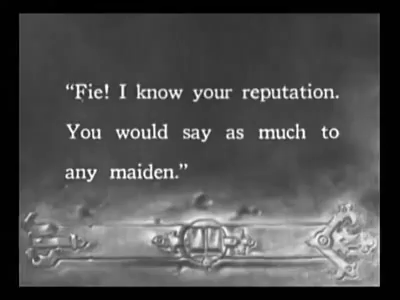 “Fie! I know your reputation.
You would say as much to
any maiden.”